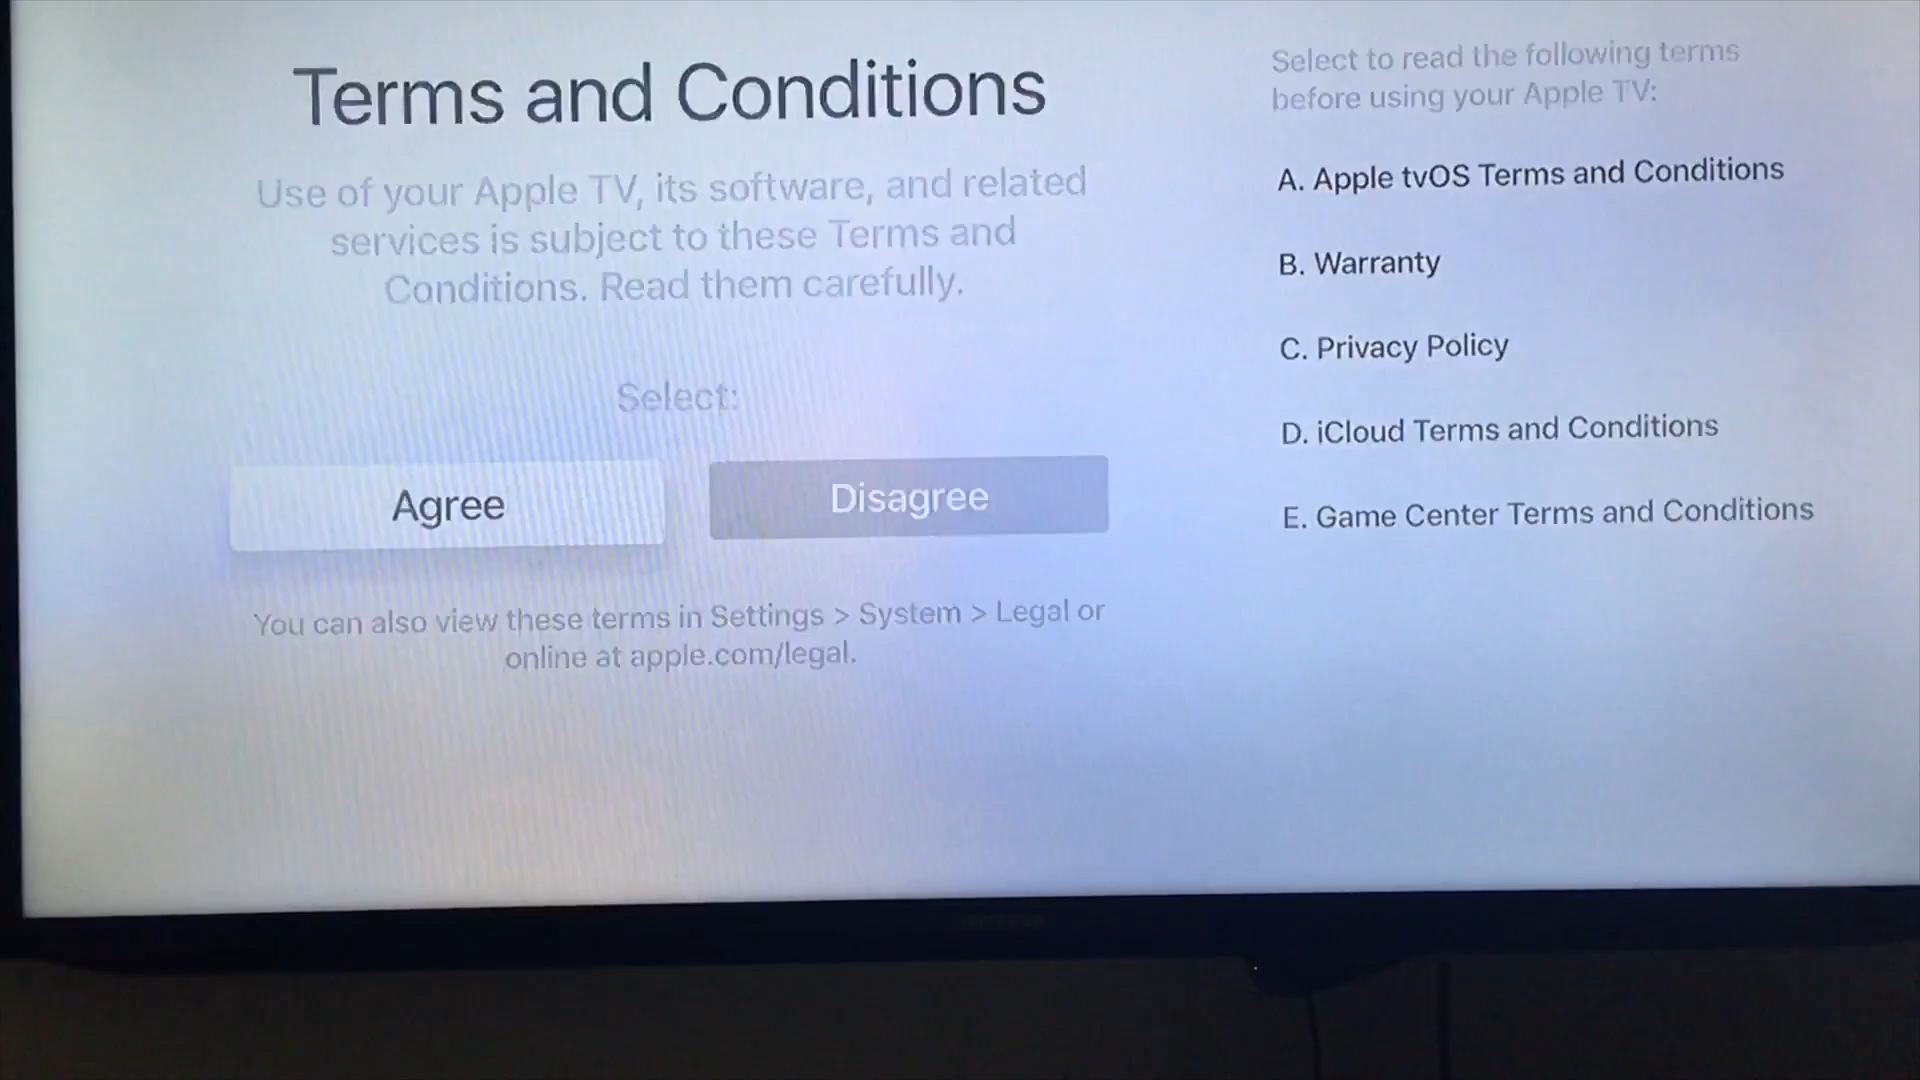 Terms and Conditions
Use of your Apple TV, its software, and related
services is subject to these Terms and
Conditions. Read them carefully.
Select:
Agree
Disagree
You can also view these terms in Settings > System > Legal or
online at apple.com/legal.
Select to read the following terms
before using your Apple TV:
A. Apple tvOS Terms and Conditions
B. Warranty
C. Privacy Policy
D. iCloud Terms and Conditions
E. Game Center Terms and Conditions